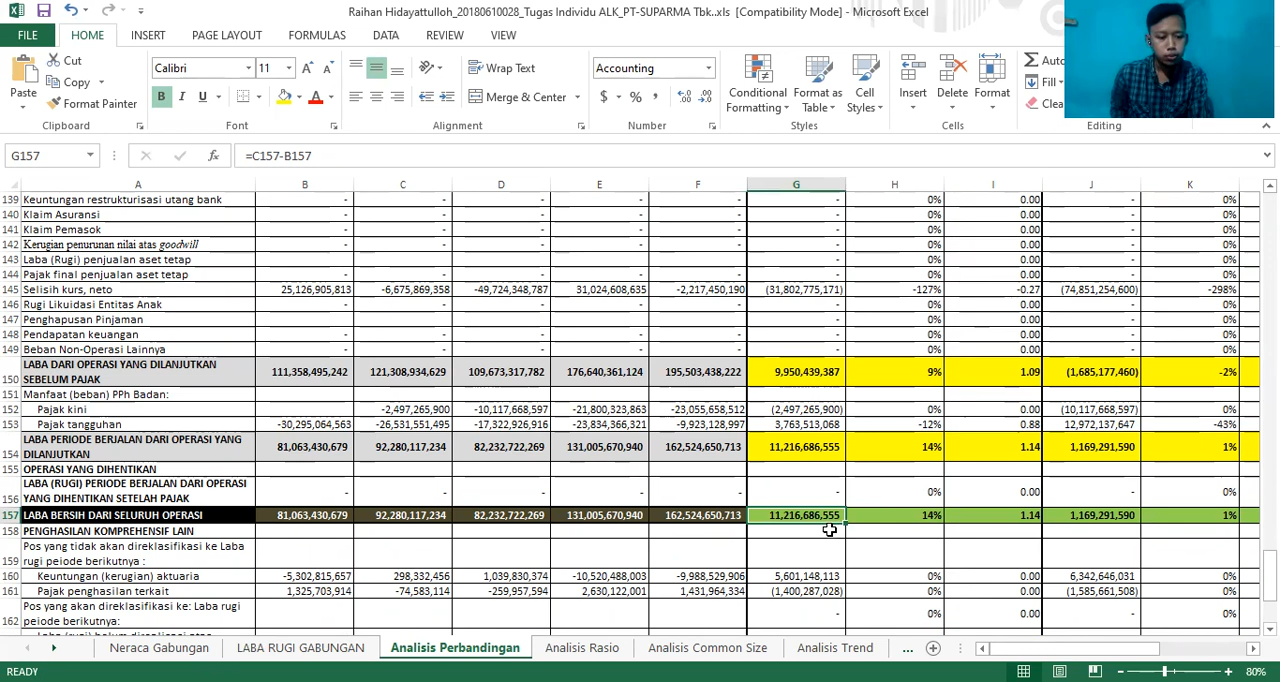 Raihan Hidayattulloh_20180610028_Tugas Individu ALK_PT-SUPARMA Tbk..xls [Compatibility Mode] - Microsoft Excel
FILE HOME INSERT PAGE LAYOUT FORMULAS DATA REVIEW VIEW
Paste Cut Copy Format Painter Clipboard
Calibri 11 B I U Font
Wrap Text Merge & Center Alignment
Accounting $ % , Number
Conditional Formatting Format as Table Cell Styles Styles
Insert Delete Format Cells
Auto Fill Clea Editing
G157 fx =C157-B157
A B C D E F G H I J K
139 Keuntungan restrukturisasi utang bank - - - - - - 0% 0.00 - 0%
140 Klaim Asuransi - - - - - - 0% 0.00 - 0%
141 Klaim Pemasok - - - - - - 0% 0.00 - 0%
142 Kerugian penurunan nilai atas goodwill - - - - - - 0% 0.00 - 0%
143 Laba (Rugi) penjualan aset tetap - 0% 0.00 - 0%
144 Pajak final penjualan aset tetap - - - - - - 0% 0.00 - 0%
145 Selisih kurs, neto 25,126,905,813 -6,675,869,358 -49,724,348,787 31,024,608,635 -2,217,450,190 (31,802,775,171) -127% -0.27 (74,851,254,600) -298%
146 Rugi Likuidasi Entitas Anak - - - - - - 0% 0.00 - 0%
147 Penghapusan Pinjaman - - - - - - 0% 0.00 - 0%
148 Pendapatan keuangan - - - - - - 0% 0.00 - 0%
149 Beban Non-Operasi Lainnya - - - - - - 0% 0.00 - 0%
150 LABA DARI OPERASI YANG DILANJUTKAN SEBELUM PAJAK 111,358,495,242 121,308,934,629 109,673,317,782 176,640,361,124 195,503,438,222 9,950,439,387 9% 1.09 (1,685,177,460) -2%
151 Manfaat (beban) PPh Badan:
152 Pajak kini -2,497,265,900 -10,117,668,597 -21,800,323,863 -23,055,658,512 (2,497,265,900) 0% 0.00 (10,117,668,597) 0%
153 Pajak tangguhan -30,295,064,563 -26,531,551,495 -17,322,926,916 -23,834,366,321 -9,923,128,997 3,763,513,068 -12% 0.88 12,972,137,647 -43%
154 LABA PERIODE BERJALAN DARI OPERASI YANG DILANJUTKAN 81,063,430,679 92,280,117,234 82,232,722,269 131,005,670,940 162,524,650,713 11,216,686,555 14% 1.14 1,169,291,590 1%
155 OPERASI YANG DIHENTIKAN
156 LABA (RUGI) PERIODE BERJALAN DARI OPERASI YANG DIHENTIKAN SETELAH PAJAK - - - - - - 0% 0.00 - 0%
157 LABA BERSIH DARI SELURUH OPERASI 81,063,430,679 92,280,117,234 82,232,722,269 131,005,670,940 162,524,650,713 11,216,686,555 14% 1.14 1,169,291,590 1%
158 PENGHASILAN KOMPREHENSIF LAIN
159 Pos yang tidak akan direklasifikasi ke Laba rugi peiode berikutnya :
160 Keuntungan (kerugian) aktuaria -5,302,815,657 298,332,456 1,039,830,374 -10,520,488,003 -9,988,529,906 5,601,148,113 0% 0.00 6,342,646,031 0%
161 Pajak penghasilan terkait 1,325,703,914 -74,583,114 -259,957,594 2,630,122,001 1,431,964,334 (1,400,287,028) 0% 0.00 (1,585,661,508) 0%
162 Pos yang akan direklasifikasi ke: Laba rugi peiode berikutnya: - 0% 0.00 - 0%
Neraca Gabungan LABA RUGI GABUNGAN Analisis Perbandingan Analisis Rasio Analisis Common Size Analisis Trend ...
READY 80%